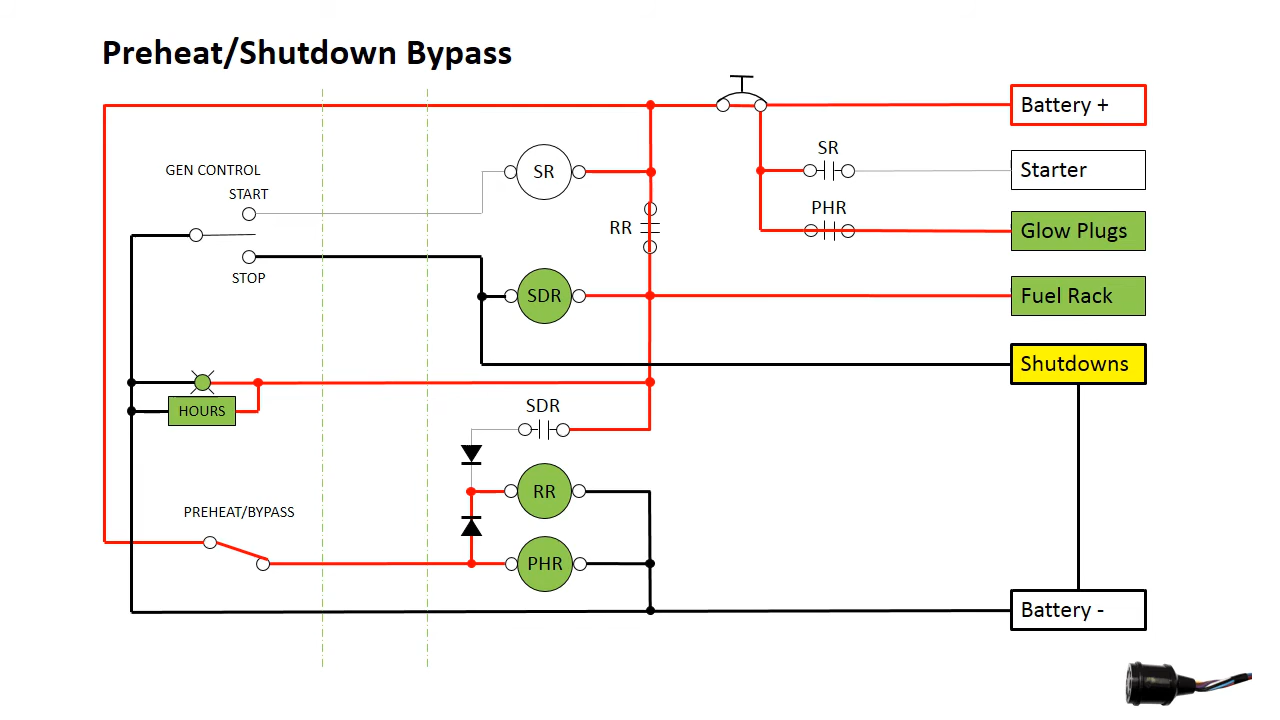 Preheat/Shutdown Bypass
Battery +
SR
SR
Starter
GEN CONTROL
START
PHR
RR
Glow Plugs
STOP
SDR
Fuel Rack
Shutdowns
HOURS
SDR
RR
PREHEAT/BYPASS
PHR
Battery -